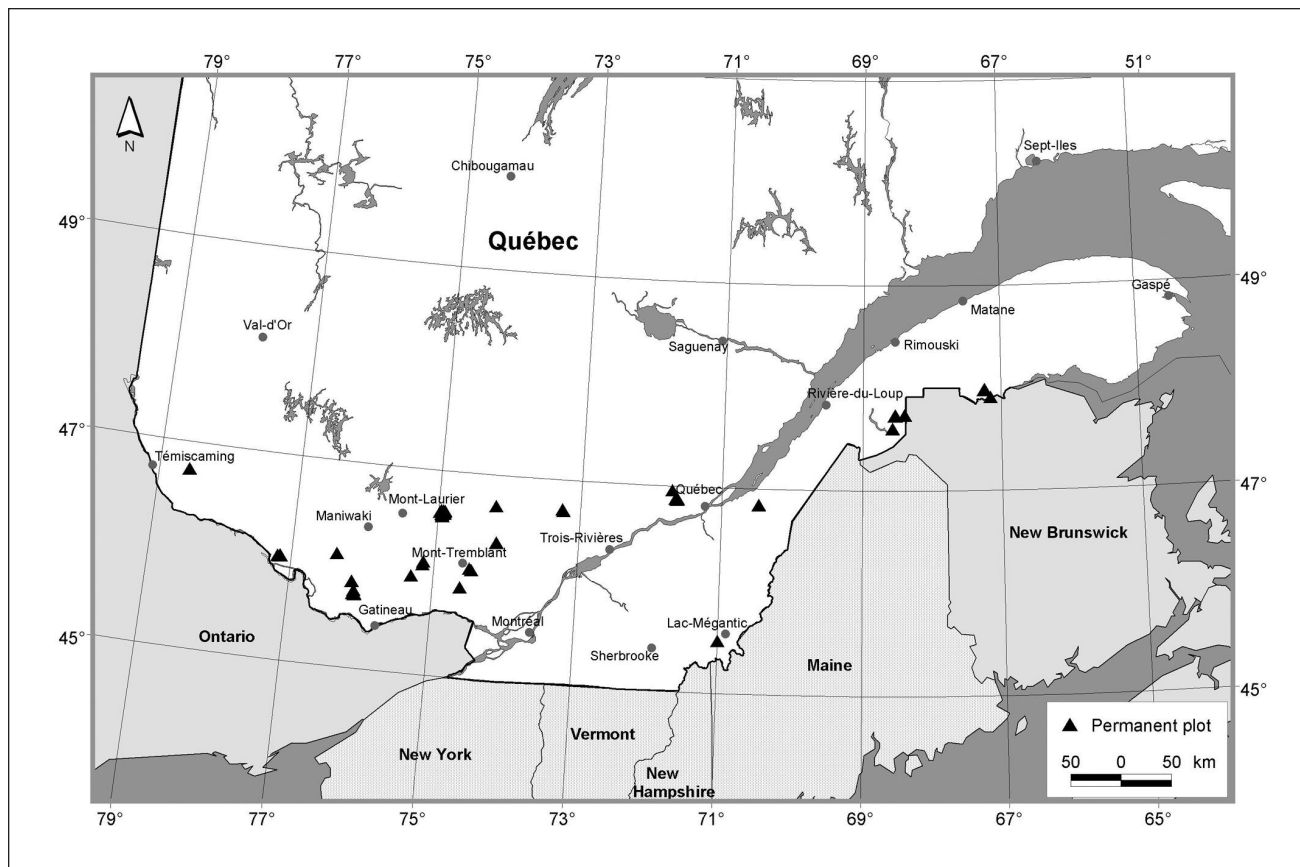 79° 77° 75° 73° 71° 69° 67° 51°
N
Sept-Iles
Chibougamau
49°
Québec
49°
Gaspé
Matane
Val-d'Or
Saguenay
Rimouski
Rivière-du-Loup
47°
Témiscaming
47°
Québec
Mont-Laurier
Maniwaki
New Brunswick
Trois-Rivières
Mont-Tremblant
Gatineau
Montréal
Lac-Mégantic
45°
Ontario
Sherbrooke
Maine
45°
Permanent plot
Vermont
New York
50 0 50 km
New
Hampshire
79° 77° 75° 73° 71° 69° 67° 65°